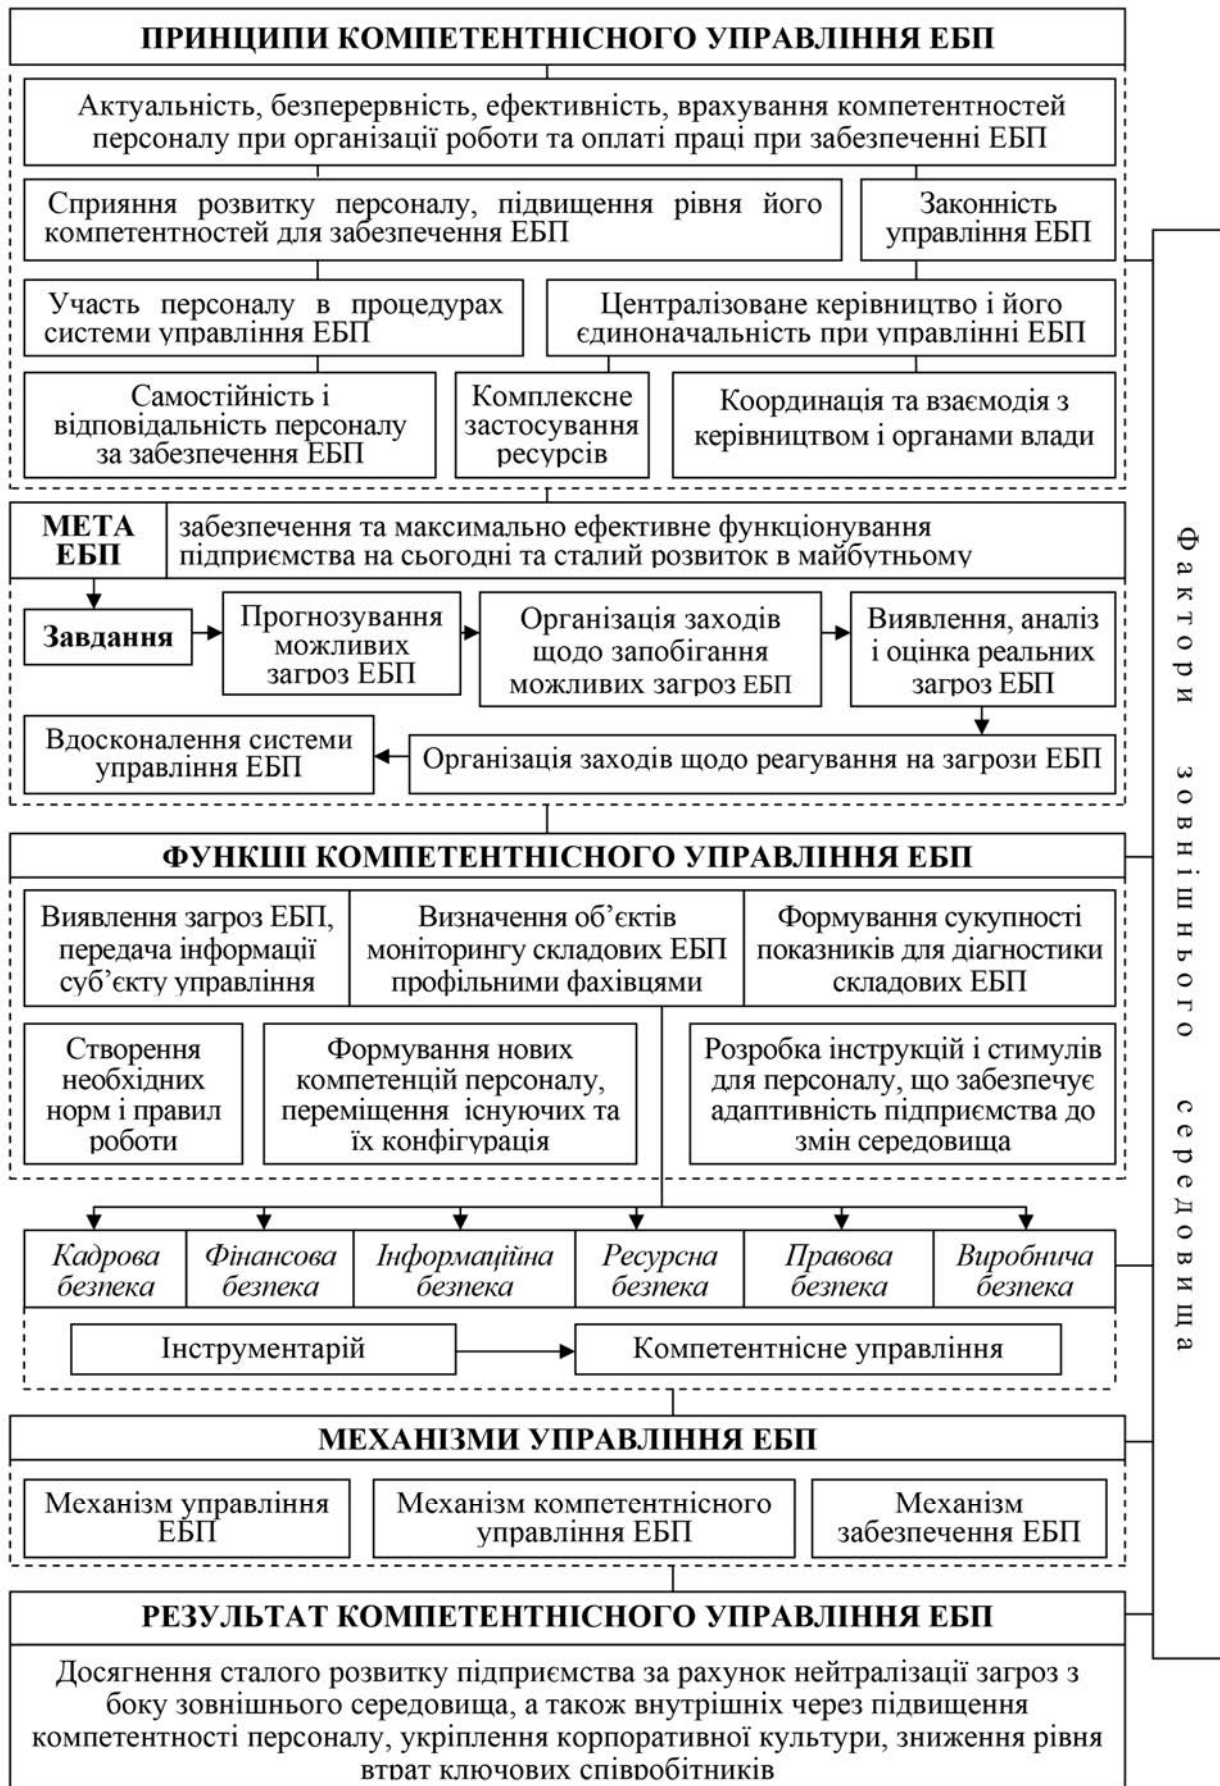 ПРИНЦИПИ КОМПЕТЕНТНІСНОГО УПРАВЛІННЯ ЕБП
Актуальність, безперервність, ефективність, врахування компетентностей
персоналу при організації роботи та оплаті праці при забезпеченні ЕБП
Сприяння розвитку персоналу, підвищення рівня його
компетентностей для забезпечення ЕБП
Законність
управління ЕБП
Участь персоналу в процедурах
системи управління ЕБП
Централізоване керівництво і його
єдиноначальність при управлінні ЕБП
Самостійність і
відповідальність персоналу
за забезпечення ЕБП
Комплексне
застосування
ресурсів
Координація та взаємодія з
керівництвом і органами влади
МЕТА
ЕБП
забезпечення та максимально ефективне функціонування
підприємства на сьогодні та сталий розвиток в майбутньому
Завдання
Прогнозування
можливих
загроз ЕБП
Організація заходів
щодо запобігання
можливих загроз ЕБП
Виявлення, аналіз
і оцінка реальних
загроз ЕБП
Вдосконалення системи
управління ЕБП
Організація заходів щодо реагування на загрози ЕБП
ФУНКЦІЇ КОМПЕТЕНТНІСНОГО УПРАВЛІННЯ ЕБП
Виявлення загроз ЕБП,
передача інформації
суб’єкту управління
Визначення об’єктів
моніторингу складових ЕБП
профільними фахівцями
Формування сукупності
показників для діагностики
складових ЕБП
Створення
необхідних
норм і правил
роботи
Формування нових
компетенцій персоналу,
переміщення існуючих та
їх конфігурація
Розробка інструкцій і стимулів
для персоналу, що забезпечує
адаптивність підприємства до
змін середовища
Кадрова
безпека
Фінансова
безпека
Інформаційна
безпека
Ресурсна
безпека
Правова
безпека
Виробнича
безпека
Інструментарій
Компетентнісне управління
МЕХАНІЗМИ УПРАВЛІННЯ ЕБП
Механізм управління
ЕБП
Механізм компетентнісного
управління ЕБП
Механізм
забезпечення ЕБП
РЕЗУЛЬТАТ КОМПЕТЕНТНІСНОГО УПРАВЛІННЯ ЕБП
Досягнення сталого розвитку підприємства за рахунок нейтралізації загроз з
боку зовнішнього середовища, а також внутрішніх через підвищення
компетентності персоналу, укріплення корпоративної культури, зниження рівня
втрат ключових співробітників
Фактори зовнішнього середовища